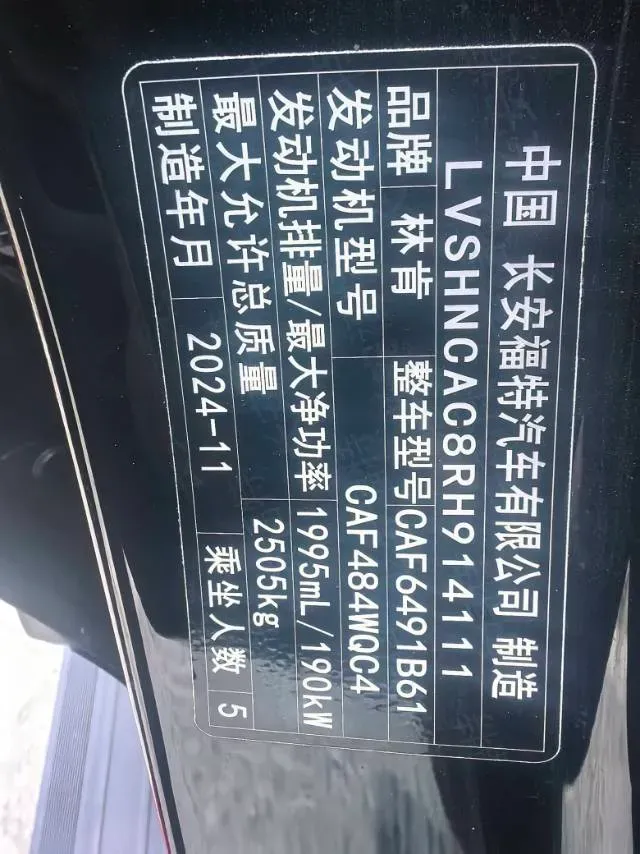 中国 长安福特汽车有限公司 制造
LVSHNCAC8RH914111
品牌 林肯 整车型号 CAF6491B61
发动机型号 CAF484WQC4
发动机排量/最大净功率 1995mL/190kW
最大允许总质量 2505kg
制造年月 2024-11 乘坐人数 5